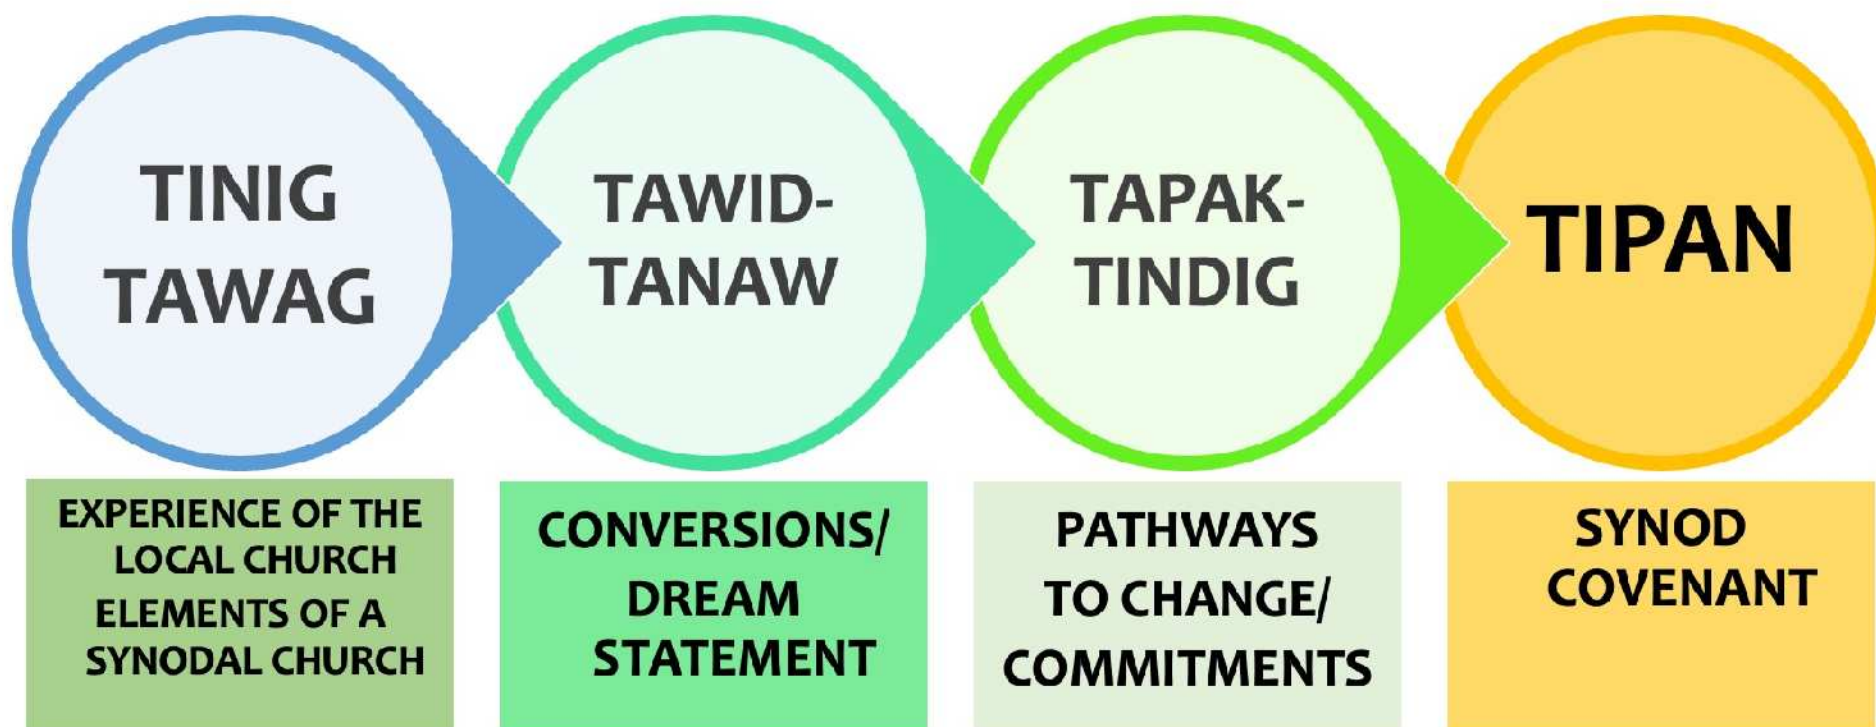 TINIG
TAWAG
TAWID-
TANAW
TAPAK-
TINDIG
TIPAN
EXPERIENCE OF THE
LOCAL CHURCH
ELEMENTS OF A
SYNODAL CHURCH
CONVERSIONS/
DREAM
STATEMENT
PATHWAYS
TO CHANGE/
COMMITMENTS
SYNOD
COVENANT